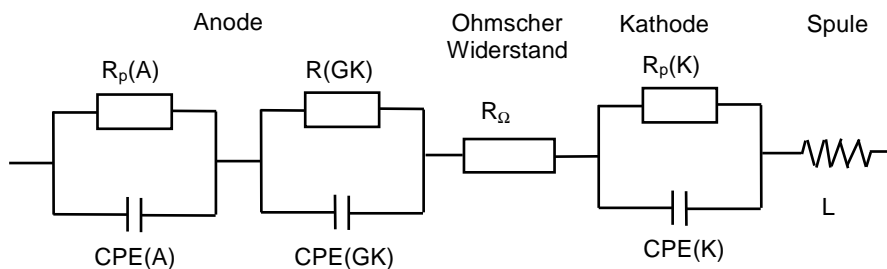 Anode
Ohmscher
Widerstand
Kathode
Spule
Rp(A)
R(GK)
RΩ
Rp(K)
CPE(A)
CPE(GK)
CPE(K)
L